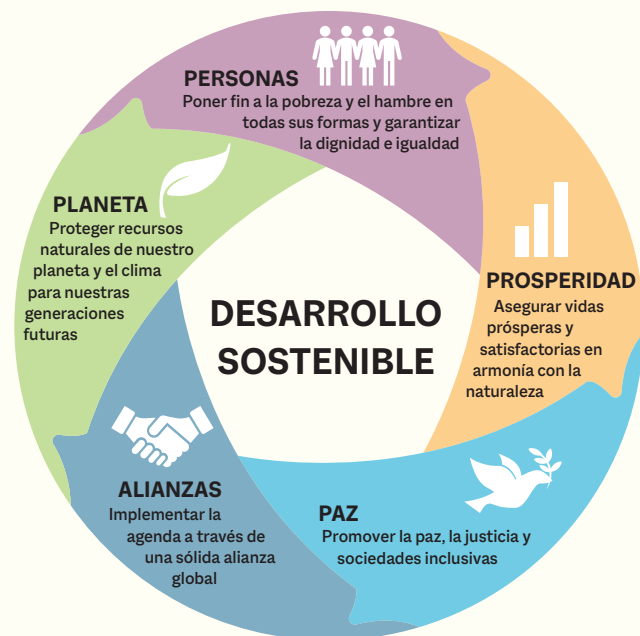 PERSONAS
Poner fin a la pobreza y el hambre en
todas sus formas y garantizar
la dignidad e igualdad
PROSPERIDAD
Asegurar vidas
prósperas y
satisfactorias en
armonía con la
naturaleza
PAZ
Promover la paz, la justicia y
sociedades inclusivas
ALIANZAS
Implementar la
agenda a través de
una sólida alianza
global
PLANETA
Proteger recursos
naturales de nuestro
planeta y el clima
para nuestras
generaciones
futuras
DESARROLLO
SOSTENIBLE